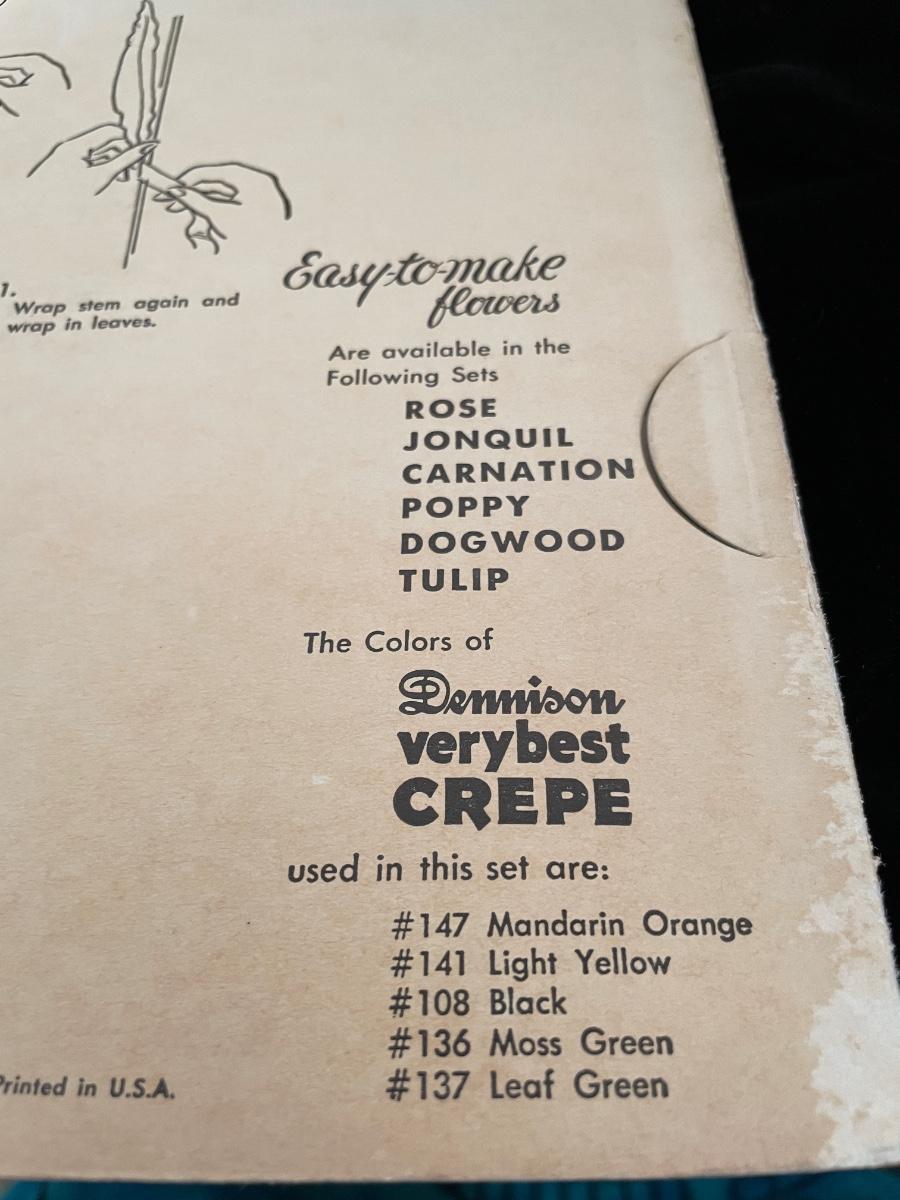 1.
Wrap stem again and
wrap in leaves.
Easy-to-make
flowers
Are available in the
Following Sets
ROSE
JONQUIL
CARNATION
POPPY
DOGWOOD
TULIP
The Colors of
Dennison
verybest
CREPE
used in this set are:
#147 Mandarin Orange
#141 Light Yellow
#108 Black
#136 Moss Green
#137 Leaf Green
Printed in U.S.A.